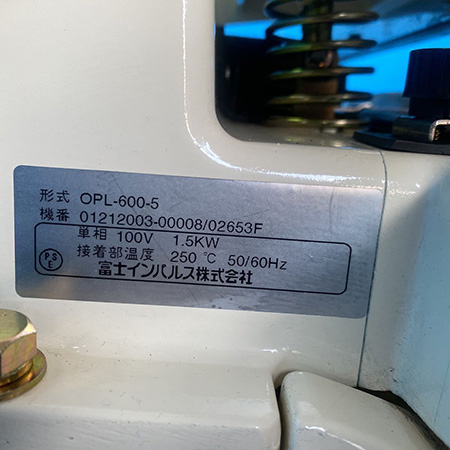 形式 OPL-600-5
機番 01212003-00008/02653F
単相 100V 1.5KW
接着部温度 250 ℃ 50/60Hz
PSE
富士インパルス株式会社